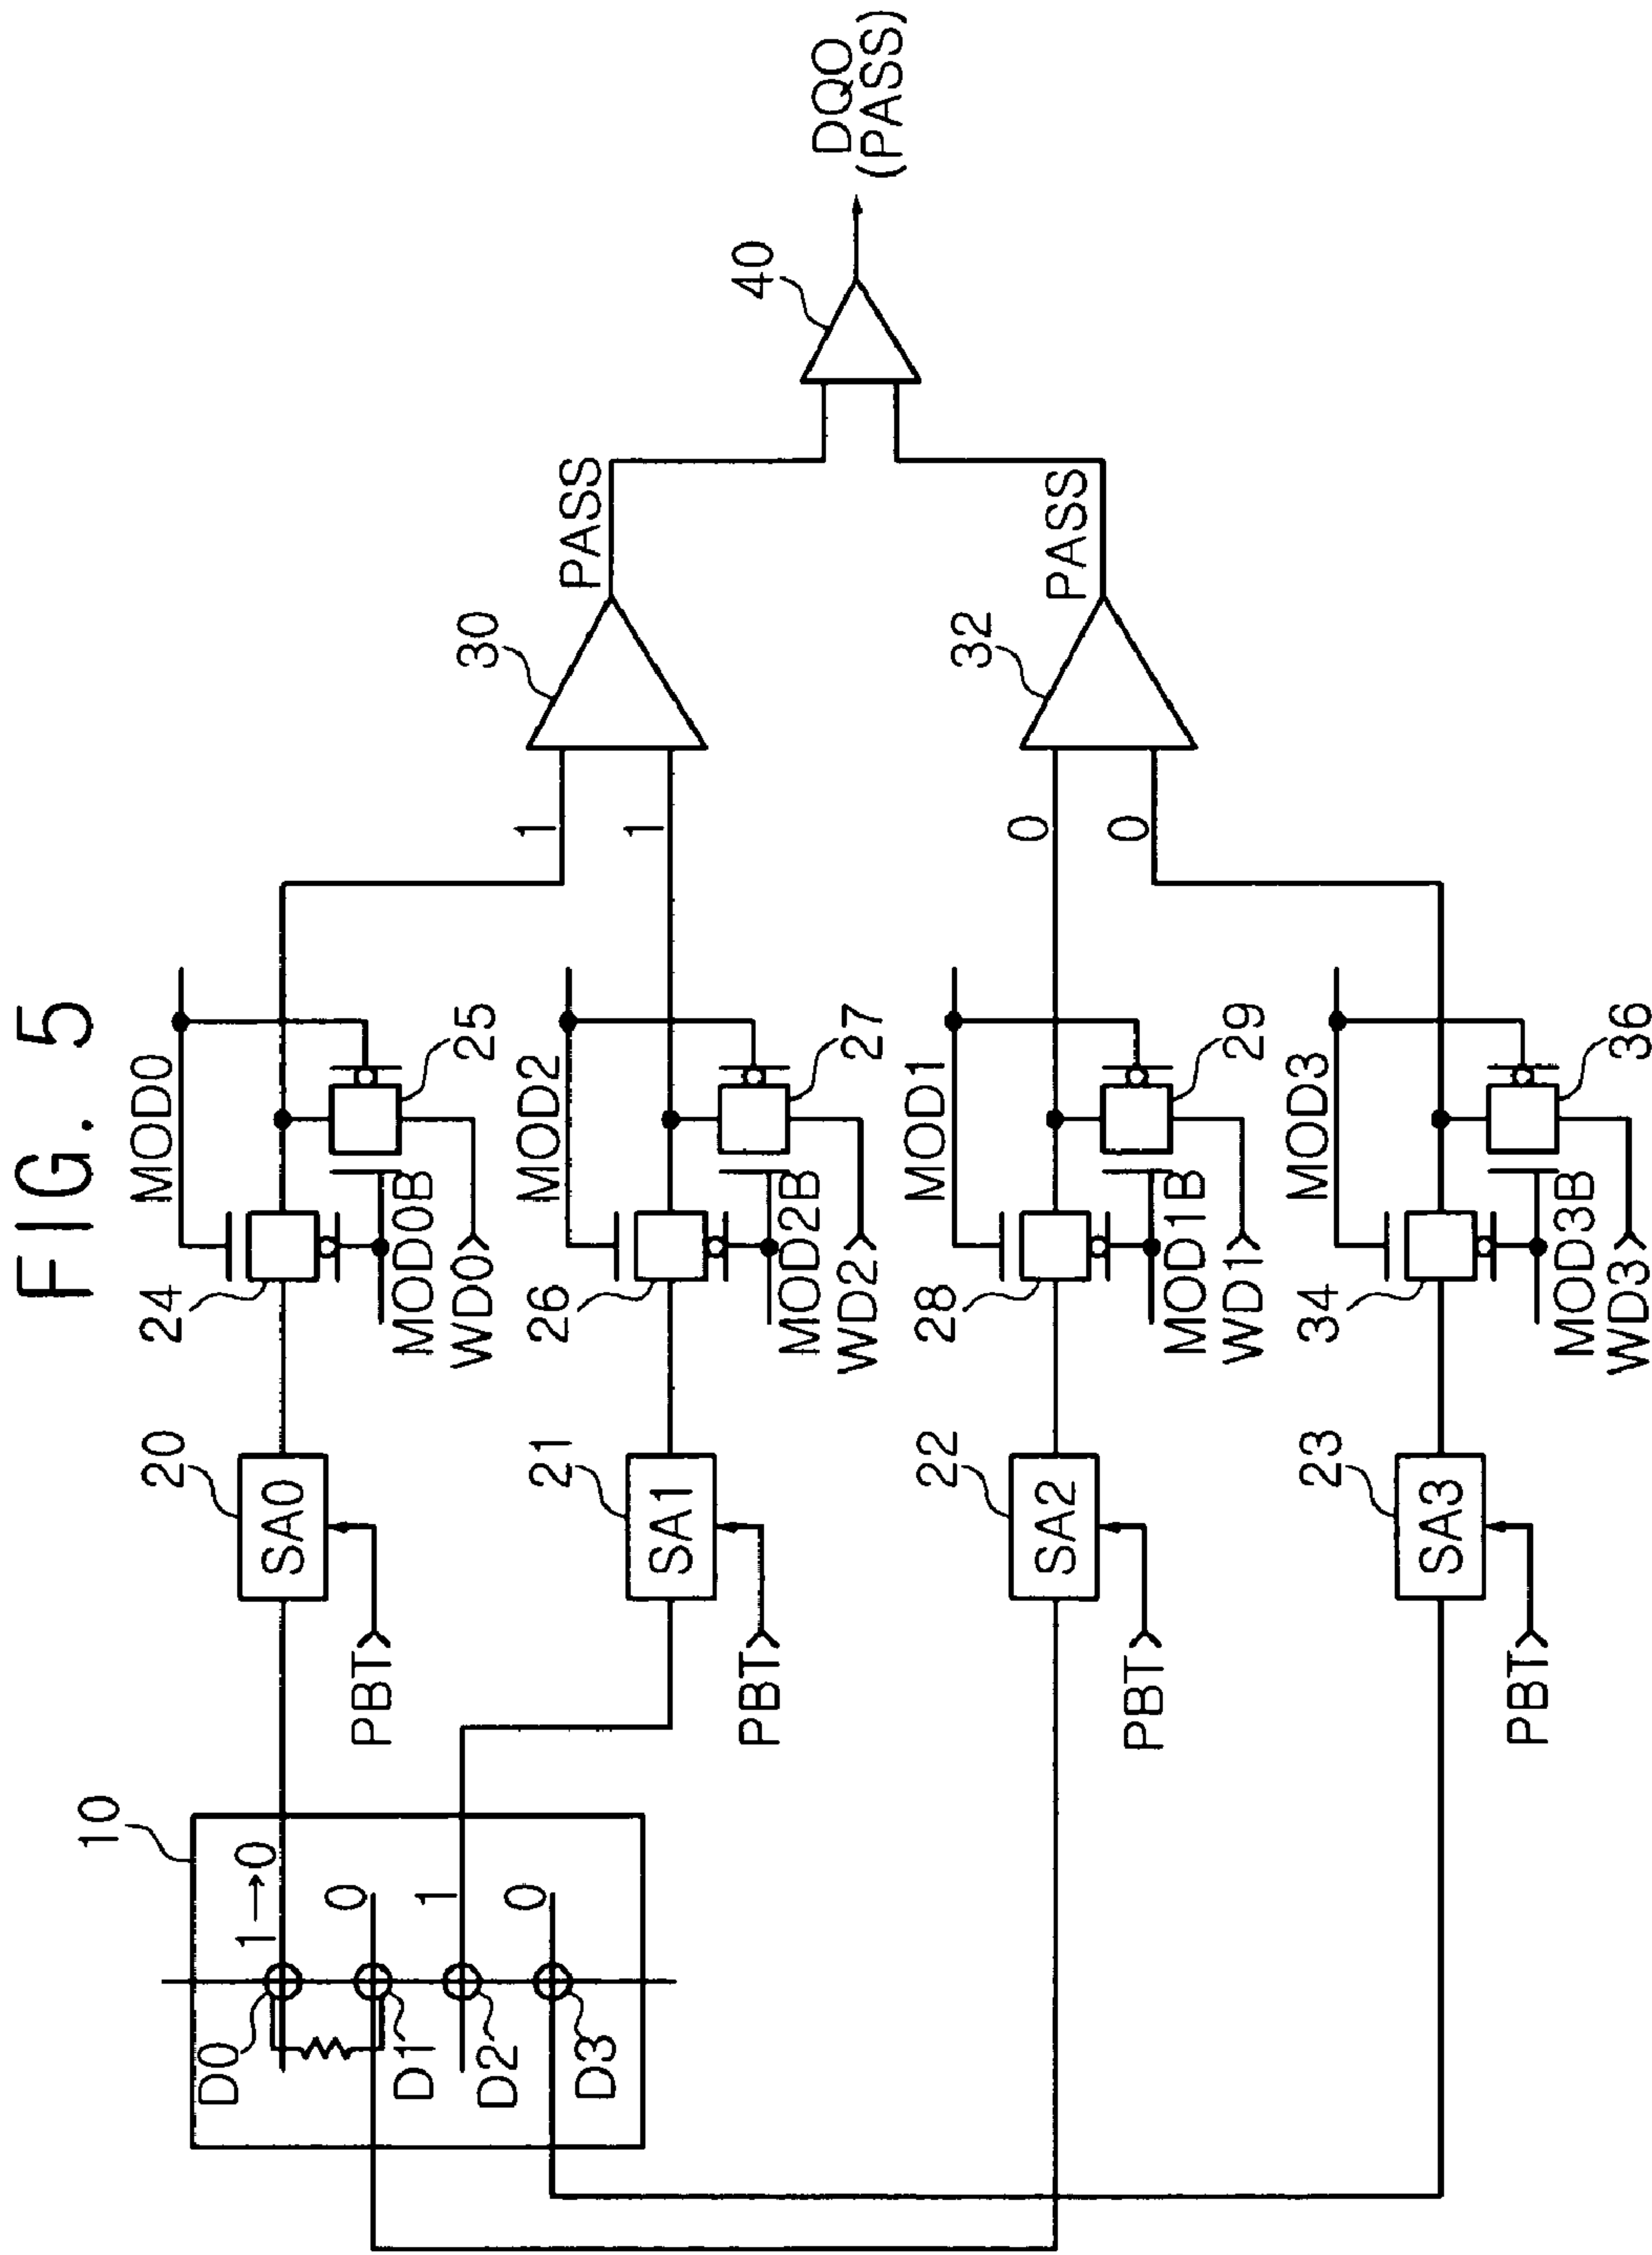 FIG. 5
10
D0
1→0
D1
0
D2
1
D3
0
20
SA0
PBT
21
SA1
PBT
22
SA2
PBT
23
SA3
PBT
24
MOD0
25
MOD0B
WD0
26
MOD2
27
MOD2B
WD2
28
MOD1
29
MOD1B
WD1
34
MOD3
36
MOD3B
WD3
1
1
30
PASS
0
0
32
PASS
40
DQO
(PASS)